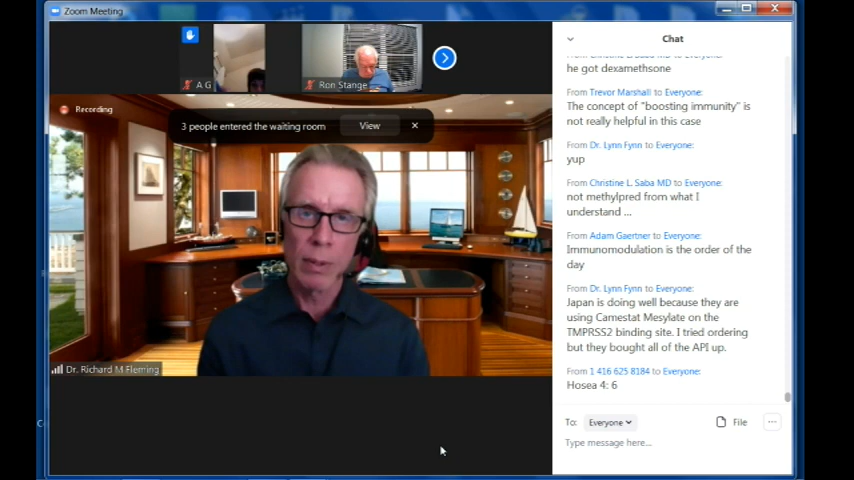 Zoom Meeting
A G
Ron Stange
Recording
3 people entered the waiting room
View
Dr. Richard M Fleming
Chat
he got dexamethsone
From Trevor Marshall to Everyone:
The concept of "boosting immunity" is
not really helpful in this case
From Dr. Lynn Fynn to Everyone:
yup
From Christine L. Saba MD to Everyone:
not methylpred from what I
understand ...
From Adam Gaertner to Everyone:
Immunomodulation is the order of the
day
From Dr. Lynn Fynn to Everyone:
Japan is doing well because they are
using Camestat Mesylate on the
TMPRSS2 binding site. I tried ordering
but they bought all of the API up.
From 1 416 625 8184 to Everyone:
Hosea 4: 6
To: Everyone
File
Type message here...